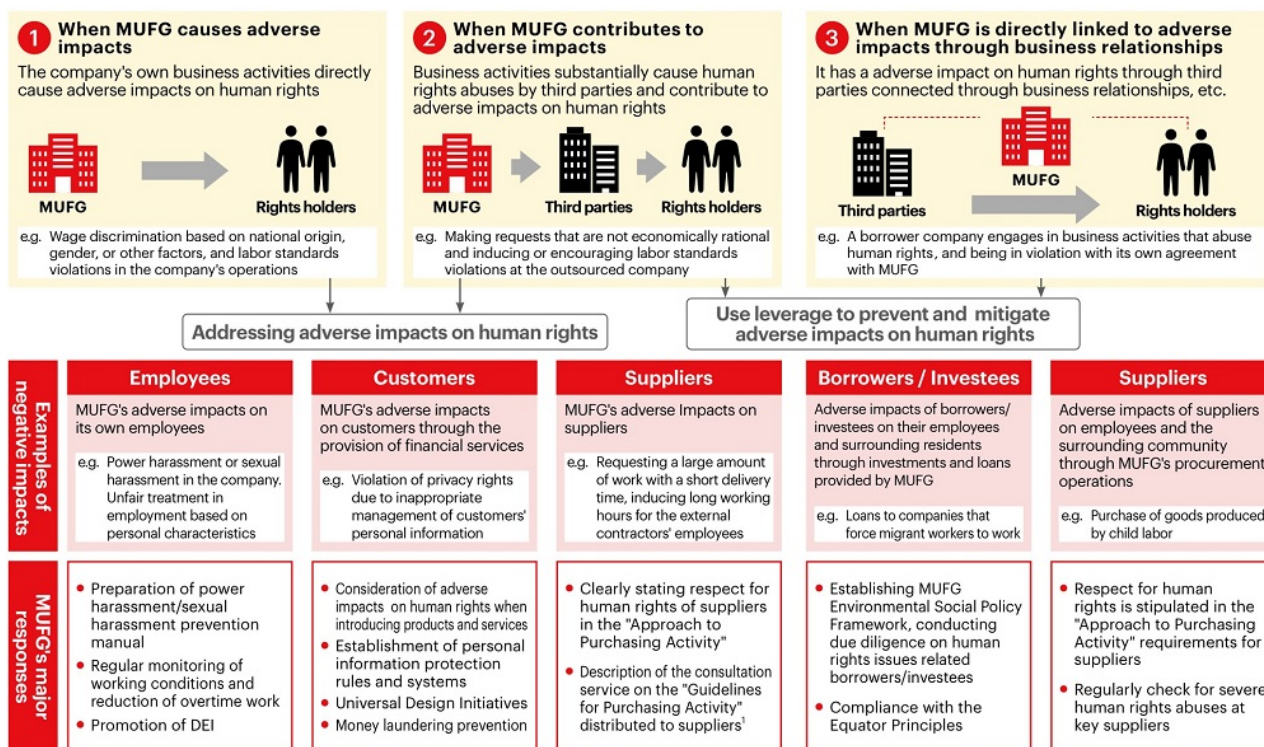 1 When MUFG causes adverse
impacts
The company's own business activities directly
cause adverse impacts on human rights
MUFG
Rights holders
e.g. Wage discrimination based on national origin,
gender, or other factors, and labor standards
violations in the company's operations
2 When MUFG contributes to
adverse impacts
Business activities substantially cause human
rights abuses by third parties and contribute to
adverse impacts on human rights
MUFG
Third parties
Rights holders
e.g. Making requests that are not economically rational
and inducing or encouraging labor standards
violations at the outsourced company
3 When MUFG is directly linked to adverse
impacts through business relationships
It has a adverse impact on human rights through third
parties connected through business relationships, etc.
MUFG
Third parties
Rights holders
e.g. A borrower company engages in business activities that abuse
human rights, and being in violation with its own agreement
with MUFG
Addressing adverse impacts on human rights
Use leverage to prevent and mitigate
adverse impacts on human rights
Examples of
negative impacts
Employees
MUFG's adverse impacts on
its own employees
e.g. Power harassment or sexual
harassment in the company.
Unfair treatment in
employment based on
personal characteristics
Customers
MUFG's adverse impacts
on customers through the
provision of financial services
e.g. Violation of privacy rights
due to inappropriate
management of customers'
personal information
Suppliers
MUFG's adverse Impacts on
suppliers
e.g. Requesting a large amount
of work with a short delivery
time, inducing long working
hours for the external
contractors' employees
Borrowers / Investees
Adverse impacts of borrowers/
investees on their employees
and surrounding residents
through investments and loans
provided by MUFG
e.g. Loans to companies that
force migrant workers to work
Suppliers
Adverse impacts of suppliers
on employees and the
surrounding community
through MUFG's procurement
operations
e.g. Purchase of goods produced
by child labor
MUFG's major
responses
• Preparation of power
harassment/sexual
harassment prevention
manual
• Regular monitoring of
working conditions and
reduction of overtime work
• Promotion of DEI
• Consideration of adverse
impacts on human rights when
introducing products and services
• Establishment of personal
information protection
rules and systems
• Universal Design Initiatives
• Money laundering prevention
• Clearly stating respect for
human rights of suppliers
in the "Approach to
Purchasing Activity"
• Description of the consultation
service on the "Guidelines
for Purchasing Activity"
distributed to suppliers¹
• Establishing MUFG
Environmental Social Policy
Framework, conducting
due diligence on human
rights issues related
borrowers/investees
• Compliance with the
Equator Principles
• Respect for human
rights is stipulated in the
"Approach to Purchasing
Activity" requirements for
suppliers
• Regularly check for severe
human rights abuses at
key suppliers